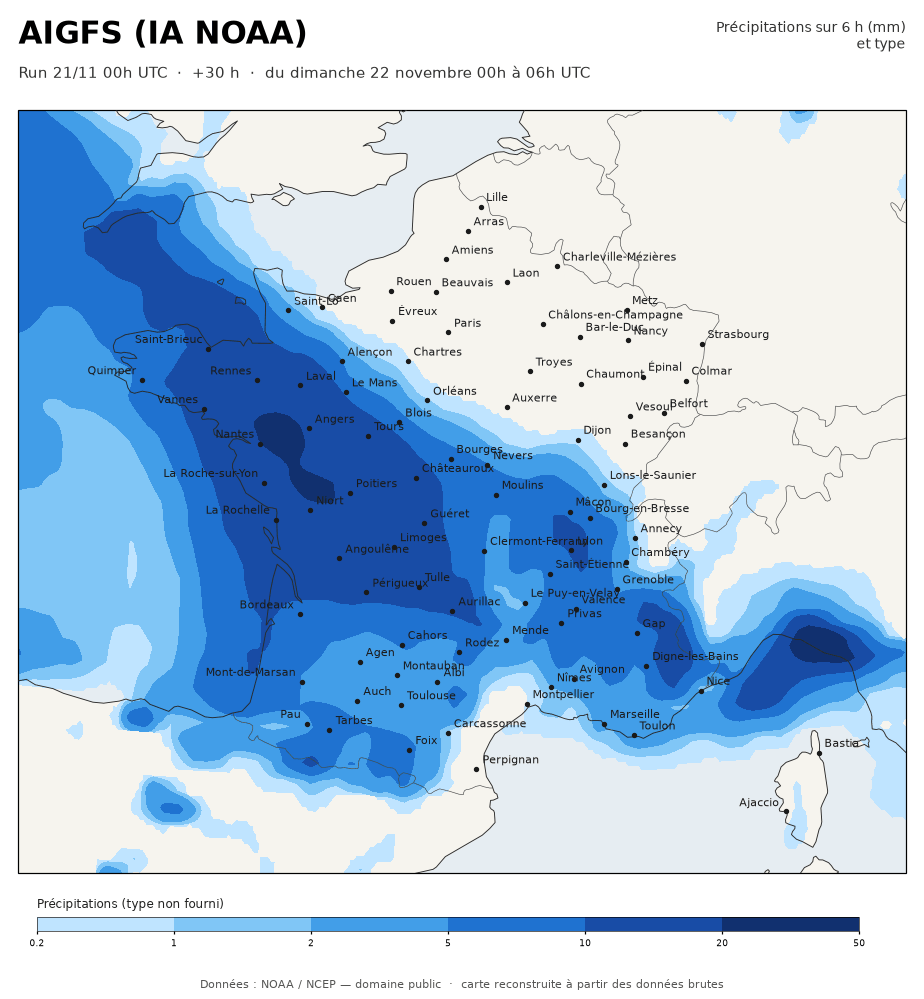 AIGFS (IA NOAA)
Précipitations sur 6 h (mm)
et type
Run 21/11 00h UTC · +30 h · du dimanche 22 novembre 00h à 06h UTC
Lille
Arras
Amiens
Charleville-Mézières
Laon
Rouen
Beauvais
Saint-Lô
Caen
Metz
Évreux
Châlons-en-Champagne
Paris
Bar-le-Duc
Nancy
Strasbourg
Saint-Brieuc
Alençon
Chartres
Troyes
Épinal
Quimper
Rennes
Laval
Le Mans
Chaumont
Colmar
Vannes
Orléans
Auxerre
Vesoul
Belfort
Blois
Angers
Tours
Nantes
Dijon
Besançon
Bourges
Nevers
La Roche-sur-Yon
Châteauroux
Lons-le-Saunier
Poitiers
Moulins
Niort
Mâcon
Bourg-en-Bresse
La Rochelle
Guéret
Annecy
Limoges
Clermont-Ferrand
Lyon
Angoulême
Chambéry
Saint-Étienne
Périgueux
Tulle
Grenoble
Le Puy-en-Velay
Valence
Bordeaux
Aurillac
Privas
Gap
Cahors
Rodez
Mende
Agen
Digne-les-Bains
Mont-de-Marsan
Montauban
Albi
Avignon
Nîmes
Nice
Auch
Toulouse
Montpellier
Pau
Tarbes
Carcassonne
Marseille
Toulon
Foix
Bastia
Perpignan
Ajaccio
Précipitations (type non fourni)
0.2 1 2 5 10 20 50
Données : NOAA / NCEP — domaine public · carte reconstruite à partir des données brutes